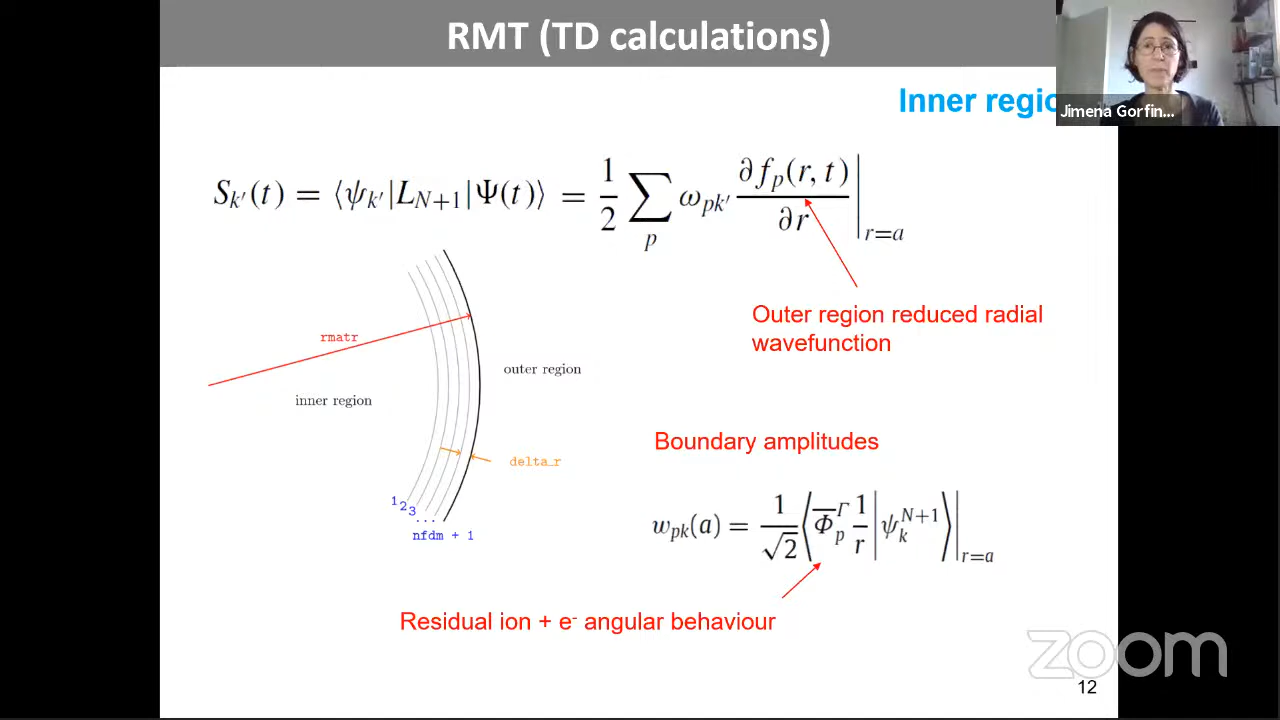 RMT (TD calculations)
Inner regio
Jimena Gorfin...
S_{k'}(t) = ⟨ψ_{k'}|L_{N+1}|Ψ(t)⟩ = 1/2 ∑_p ω_{pk'} ∂f_p(r, t)/∂r |_{r=a}
Outer region reduced radial
wavefunction
rmatr
outer region
inner region
Boundary amplitudes
delta_r
1 2 3 ...
nfdm + 1
w_{pk}(a) = 1/√2 ⟨Φ̅_p^Γ 1/r | ψ_k^{N+1}⟩ |_{r=a}
Residual ion + e⁻ angular behaviour
zoom
12